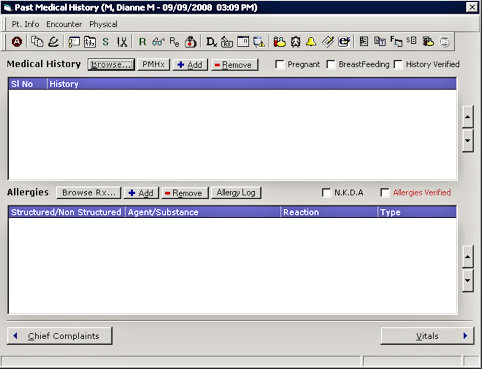 Past Medical History (M, Dianne M - 09/09/2008 03:09 PM)
Pt. Info Encounter Physical
Medical History Browse... PMHx Add Remove Pregnant BreastFeeding History Verified
Sl No History
Allergies Browse Rx... Add Remove Allergy Log N.K.D.A Allergies Verified
Structured/Non Structured Agent/Substance Reaction Type
Chief Complaints Vitals